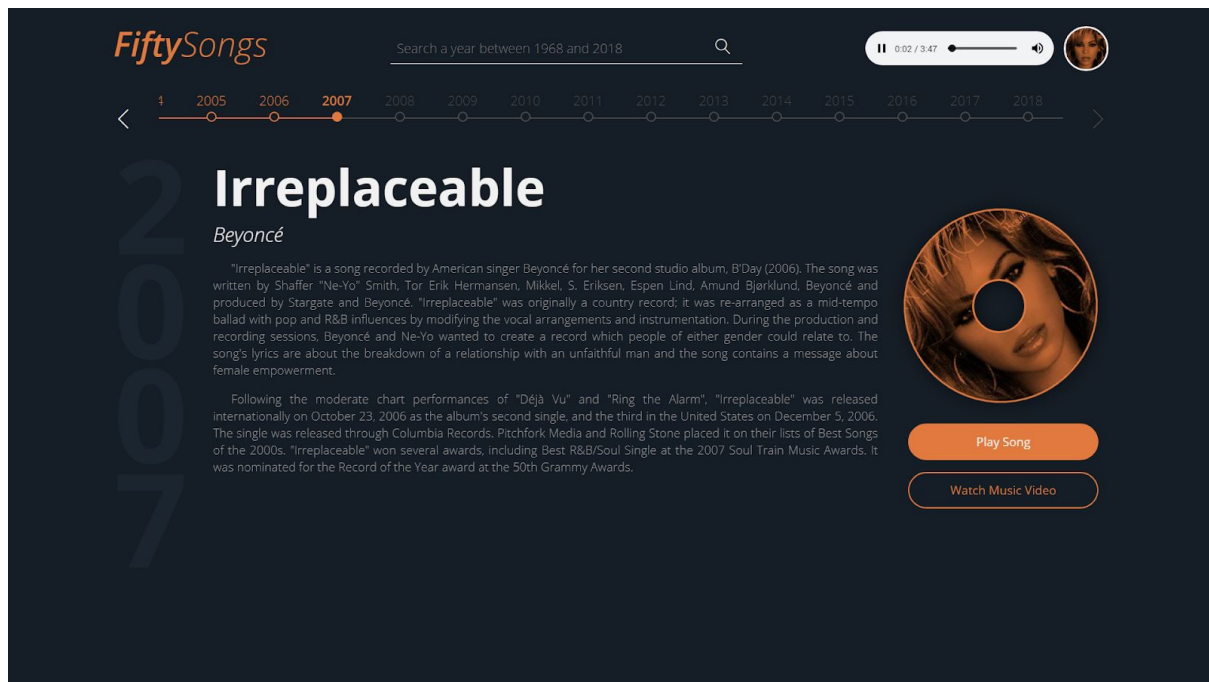 FiftySongs
Search a year between 1968 and 2018
0:02 / 3:47
4 2005 2006 2007 2008 2009 2010 2011 2012 2013 2014 2015 2016 2017 2018
2007
Irreplaceable
Beyoncé
"Irreplaceable" is a song recorded by American singer Beyoncé for her second studio album, B'Day (2006). The song was
written by Shaffer "Ne-Yo" Smith, Tor Erik Hermansen, Mikkel, S. Eriksen, Espen Lind, Amund Bjørklund, Beyoncé and
produced by Stargate and Beyoncé. "Irreplaceable" was originally a country record; it was re-arranged as a mid-tempo
ballad with pop and R&B influences by modifying the vocal arrangements and instrumentation. During the production and
recording sessions, Beyoncé and Ne-Yo wanted to create a record which people of either gender could relate to. The
song's lyrics are about the breakdown of a relationship with an unfaithful man and the song contains a message about
female empowerment.
Following the moderate chart performances of "Déjà Vu" and "Ring the Alarm", "Irreplaceable" was released
internationally on October 23, 2006 as the album's second single, and the third in the United States on December 5, 2006.
The single was released through Columbia Records. Pitchfork Media and Rolling Stone placed it on their lists of Best Songs
of the 2000s. "Irreplaceable" won several awards, including Best R&B/Soul Single at the 2007 Soul Train Music Awards. It
was nominated for the Record of the Year award at the 50th Grammy Awards.
Play Song
Watch Music Video